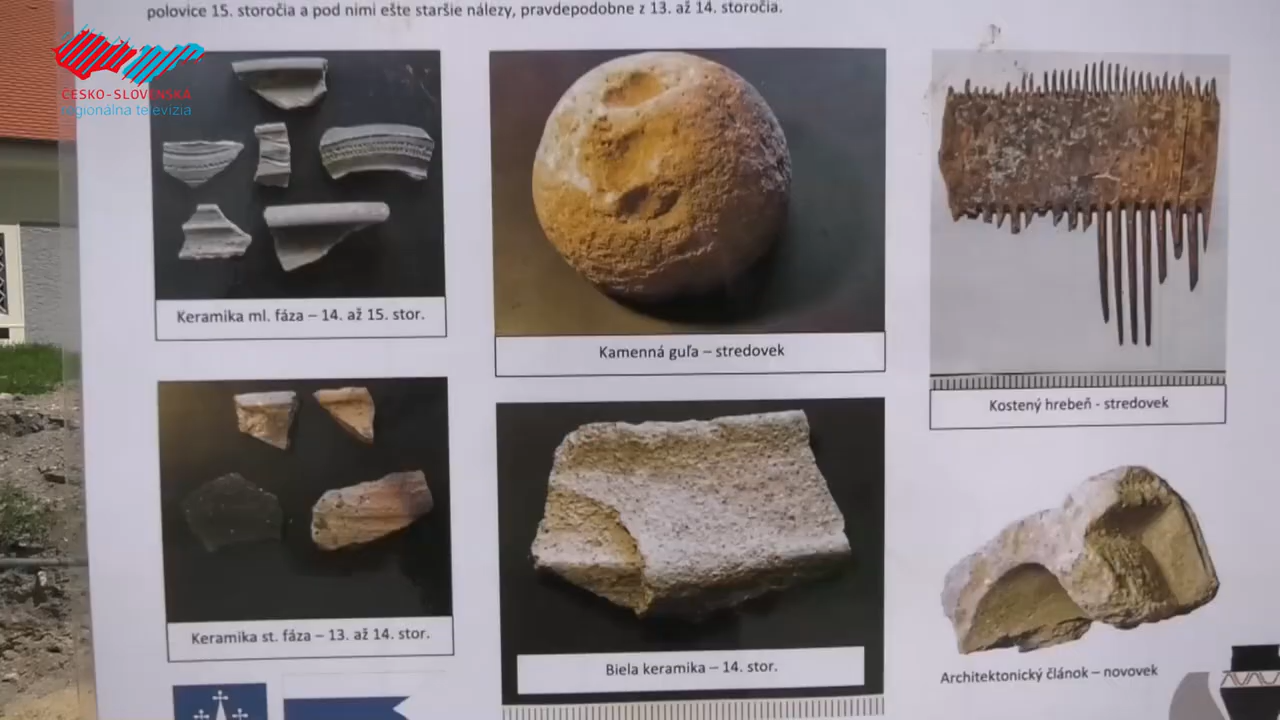 polovice 15. storočia a pod nimi ešte staršie nálezy, pravdepodobne z 13. až 14. storočia.
ČESKO-SLOVENSKÁ
regionálna televízia
Keramika ml. fáza – 14. až 15. stor.
Kamenná guľa – stredovek
Kostený hrebeň - stredovek
Keramika st. fáza – 13. až 14. stor.
Biela keramika – 14. stor.
Architektonický článok – novovek